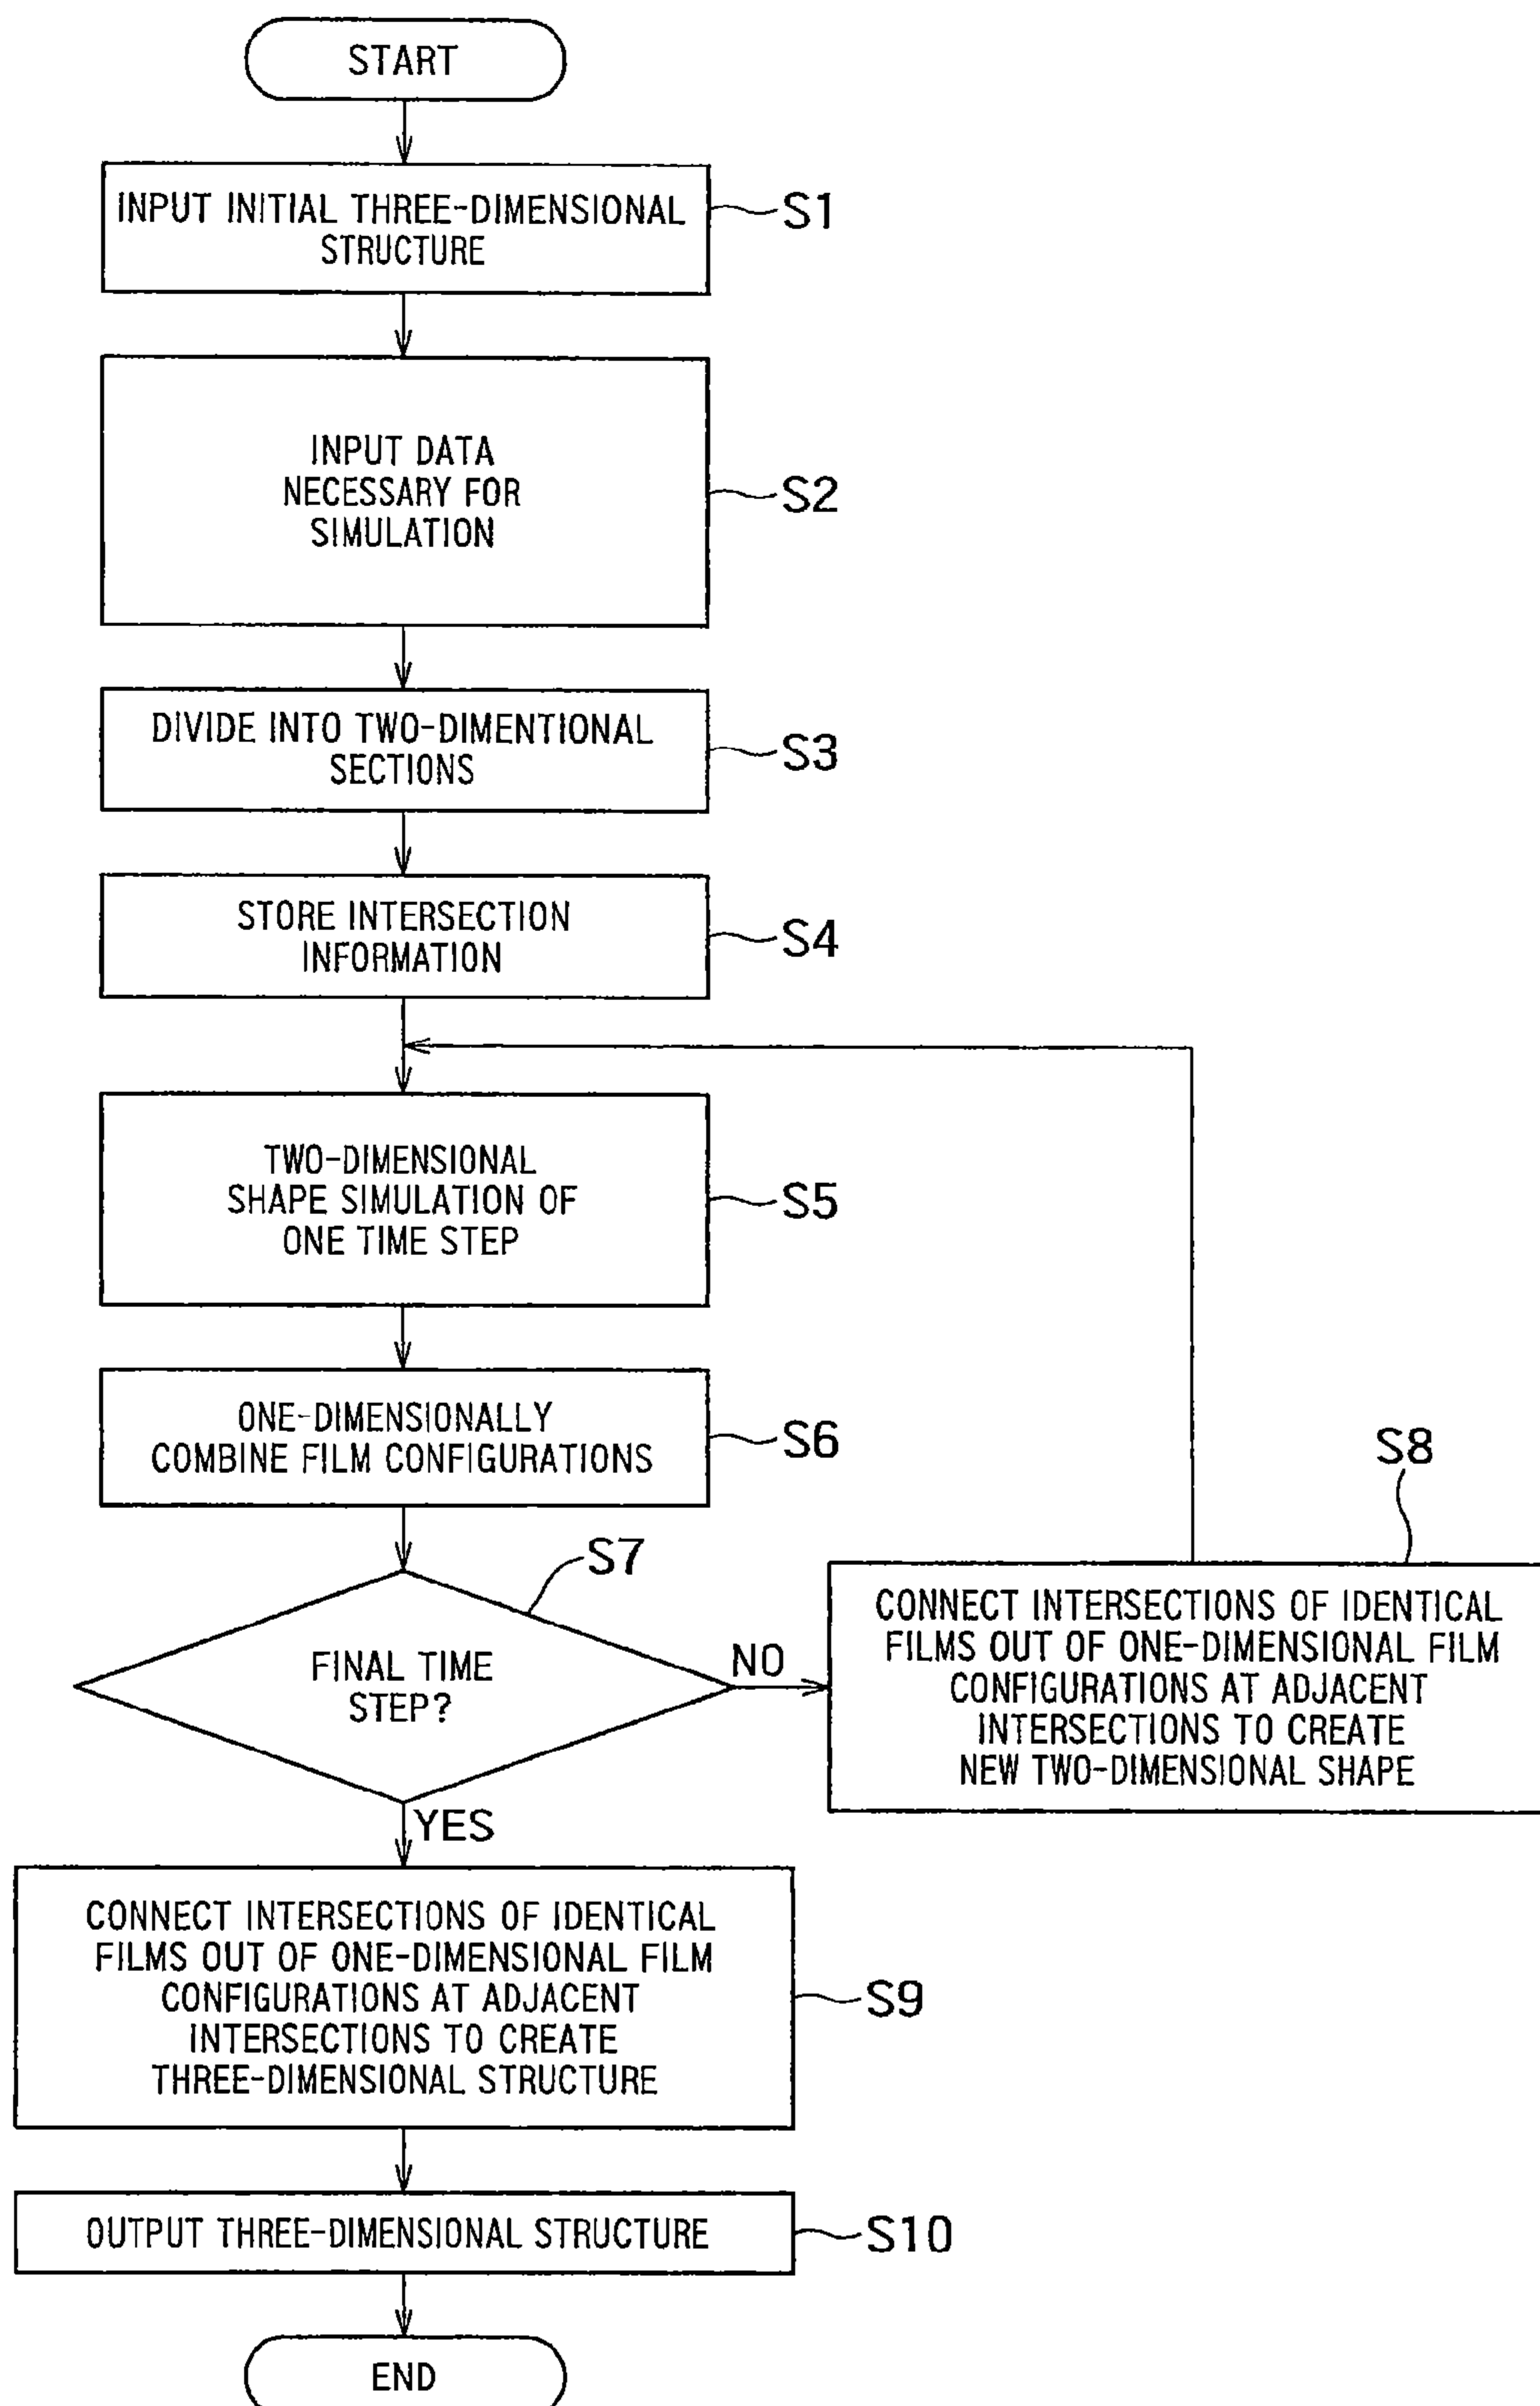 START
INPUT INITIAL THREE-DIMENSIONAL
STRUCTURE
S1
INPUT DATA
NECESSARY FOR
SIMULATION
S2
DIVIDE INTO TWO-DIMENTIONAL
SECTIONS
S3
STORE INTERSECTION
INFORMATION
S4
TWO-DIMENSIONAL
SHAPE SIMULATION OF
ONE TIME STEP
S5
ONE-DIMENSIONALLY
COMBINE FILM CONFIGURATIONS
S6
FINAL TIME
STEP?
S7
NO
S8
CONNECT INTERSECTIONS OF IDENTICAL
FILMS OUT OF ONE-DIMENSIONAL FILM
CONFIGURATIONS AT ADJACENT
INTERSECTIONS TO CREATE
NEW TWO-DIMENSIONAL SHAPE
YES
CONNECT INTERSECTIONS OF IDENTICAL
FILMS OUT OF ONE-DIMENSIONAL FILM
CONFIGURATIONS AT ADJACENT
INTERSECTIONS TO CREATE
THREE-DIMENSIONAL STRUCTURE
S9
OUTPUT THREE-DIMENSIONAL STRUCTURE
S10
END